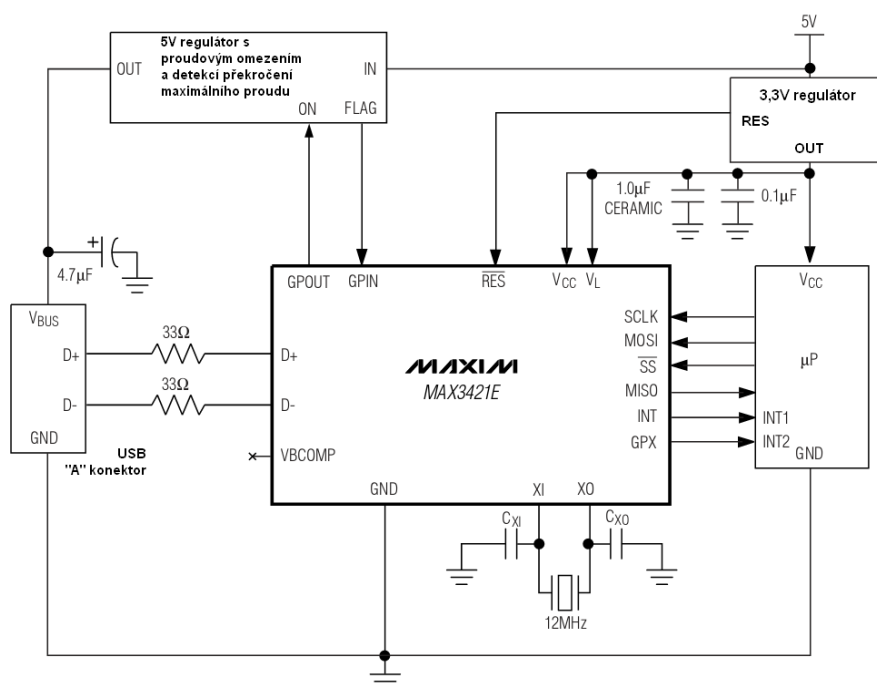 5V
OUT
5V regulátor s
proudovým omezením
a detekcí překročení
maximálního proudu
IN
ON
FLAG
3,3V regulátor
RES
OUT
1.0µF
CERAMIC
0.1µF
4.7µF
GPOUT
GPIN
RES
VCC
VL
VCC
VBUS
D+
D-
GND
33Ω
33Ω
USB
"A" konektor
D+
D-
VBCOMP
MAXIM
MAX3421E
SCLK
MOSI
SS
MISO
INT
GPX
µP
INT1
INT2
GND
GND
XI
XO
CXI
CXO
12MHz